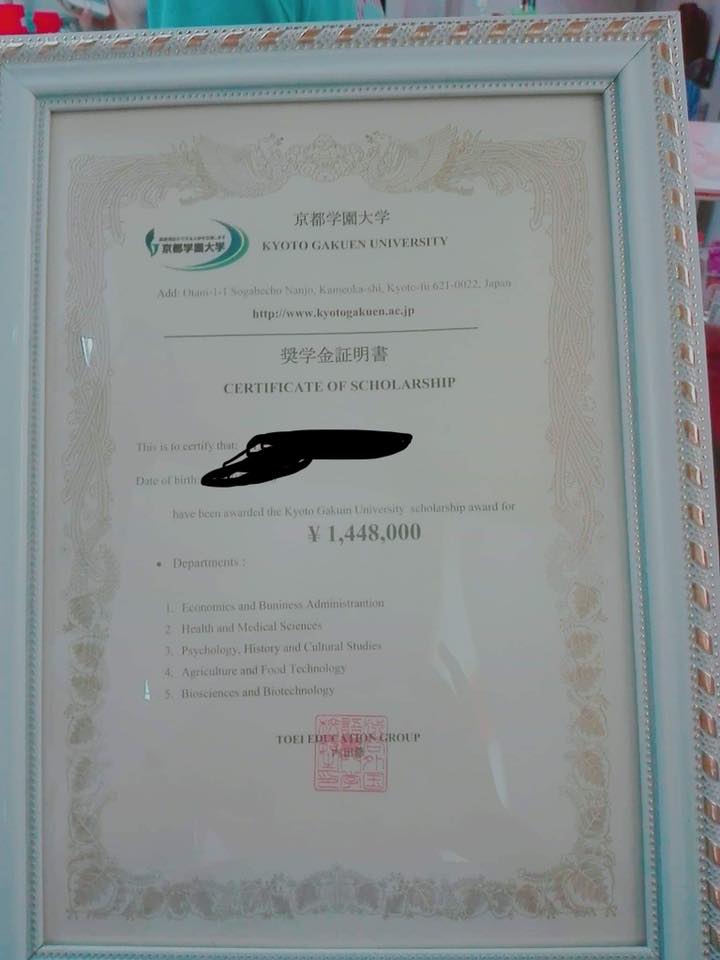 京都学園大学
京都学園大学
KYOTO GAKUEN UNIVERSITY
Add: Otani-1-1 Sogabecho Nanjo, Kameoka-shi, Kyoto-fu 621-0022, Japan
http://www.kyotogakuen.ac.jp
奨学金証明書
CERTIFICATE OF SCHOLARSHIP
This is to certify that:
Date of birth
have been awarded the Kyoto Gakuin University scholarship award for
¥ 1,448,000
• Departments :
1. Economics and Buniness Administrantion
2. Health and Medical Sciences
3. Psychology, History and Cultural Studies
4. Agriculture and Food Technology
5. Biosciences and Biotechnology
TOEI EDUCATION GROUP